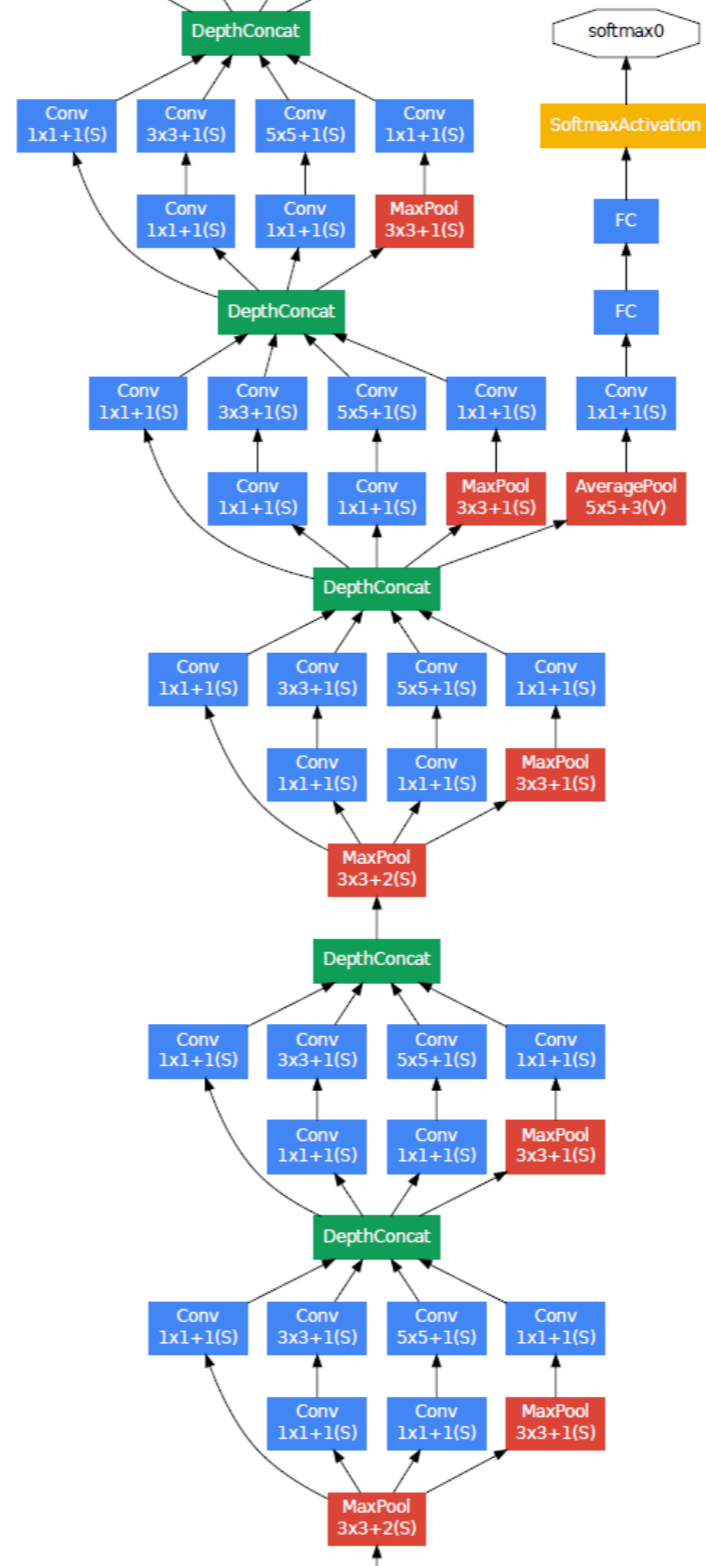 DepthConcat
softmax0
Conv
1x1+1(S)
Conv
3x3+1(S)
Conv
5x5+1(S)
Conv
1x1+1(S)
SoftmaxActivation
Conv
1x1+1(S)
Conv
1x1+1(S)
MaxPool
3x3+1(S)
FC
DepthConcat
FC
Conv
1x1+1(S)
Conv
3x3+1(S)
Conv
5x5+1(S)
Conv
1x1+1(S)
Conv
1x1+1(S)
Conv
1x1+1(S)
Conv
1x1+1(S)
MaxPool
3x3+1(S)
AveragePool
5x5+3(V)
DepthConcat
Conv
1x1+1(S)
Conv
3x3+1(S)
Conv
5x5+1(S)
Conv
1x1+1(S)
Conv
1x1+1(S)
Conv
1x1+1(S)
MaxPool
3x3+1(S)
MaxPool
3x3+2(S)
DepthConcat
Conv
1x1+1(S)
Conv
3x3+1(S)
Conv
5x5+1(S)
Conv
1x1+1(S)
Conv
1x1+1(S)
Conv
1x1+1(S)
MaxPool
3x3+1(S)
DepthConcat
Conv
1x1+1(S)
Conv
3x3+1(S)
Conv
5x5+1(S)
Conv
1x1+1(S)
Conv
1x1+1(S)
Conv
1x1+1(S)
MaxPool
3x3+1(S)
MaxPool
3x3+2(S)